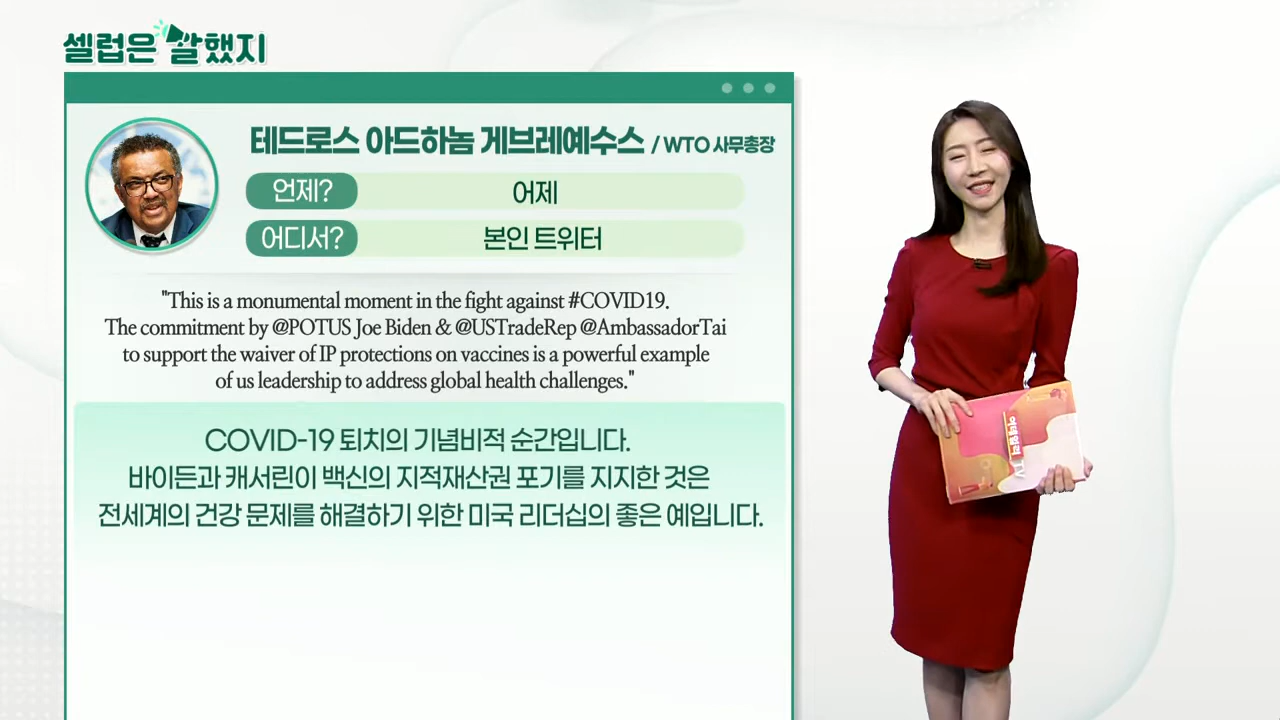 셀럽은 말했지
테드로스 아드하놈 게브레예수스 / WTO 사무총장
언제? 어제
어디서? 본인 트위터
"This is a monumental moment in the fight against #COVID19.
The commitment by @POTUS Joe Biden & @USTradeRep @AmbassadorTai
to support the waiver of IP protections on vaccines is a powerful example
of us leadership to address global health challenges."
COVID-19 퇴치의 기념비적 순간입니다.
바이든과 캐서린이 백신의 지적재산권 포기를 지지한 것은
전세계의 건강 문제를 해결하기 위한 미국 리더십의 좋은 예입니다.
이데일리 TV